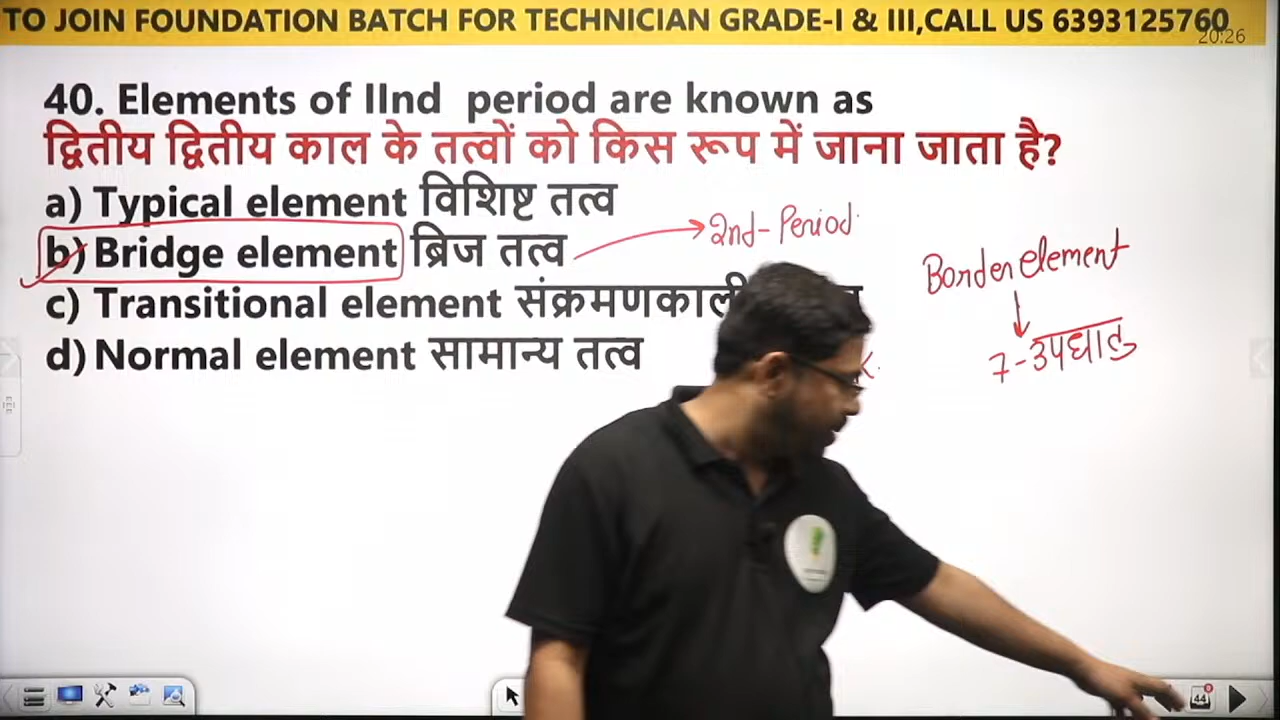 TO JOIN FOUNDATION BATCH FOR TECHNICIAN GRADE-I & III,CALL US 6393125760
20:26
40. Elements of IInd period are known as
द्वितीय द्वितीय काल के तत्वों को किस रूप में जाना जाता है?
a) Typical element विशिष्ट तत्व
b) Bridge element ब्रिज तत्व
2nd-Period
c) Transitional element संक्रमणकाली
d) Normal element सामान्य तत्व
Border element
7-उपधातु
44